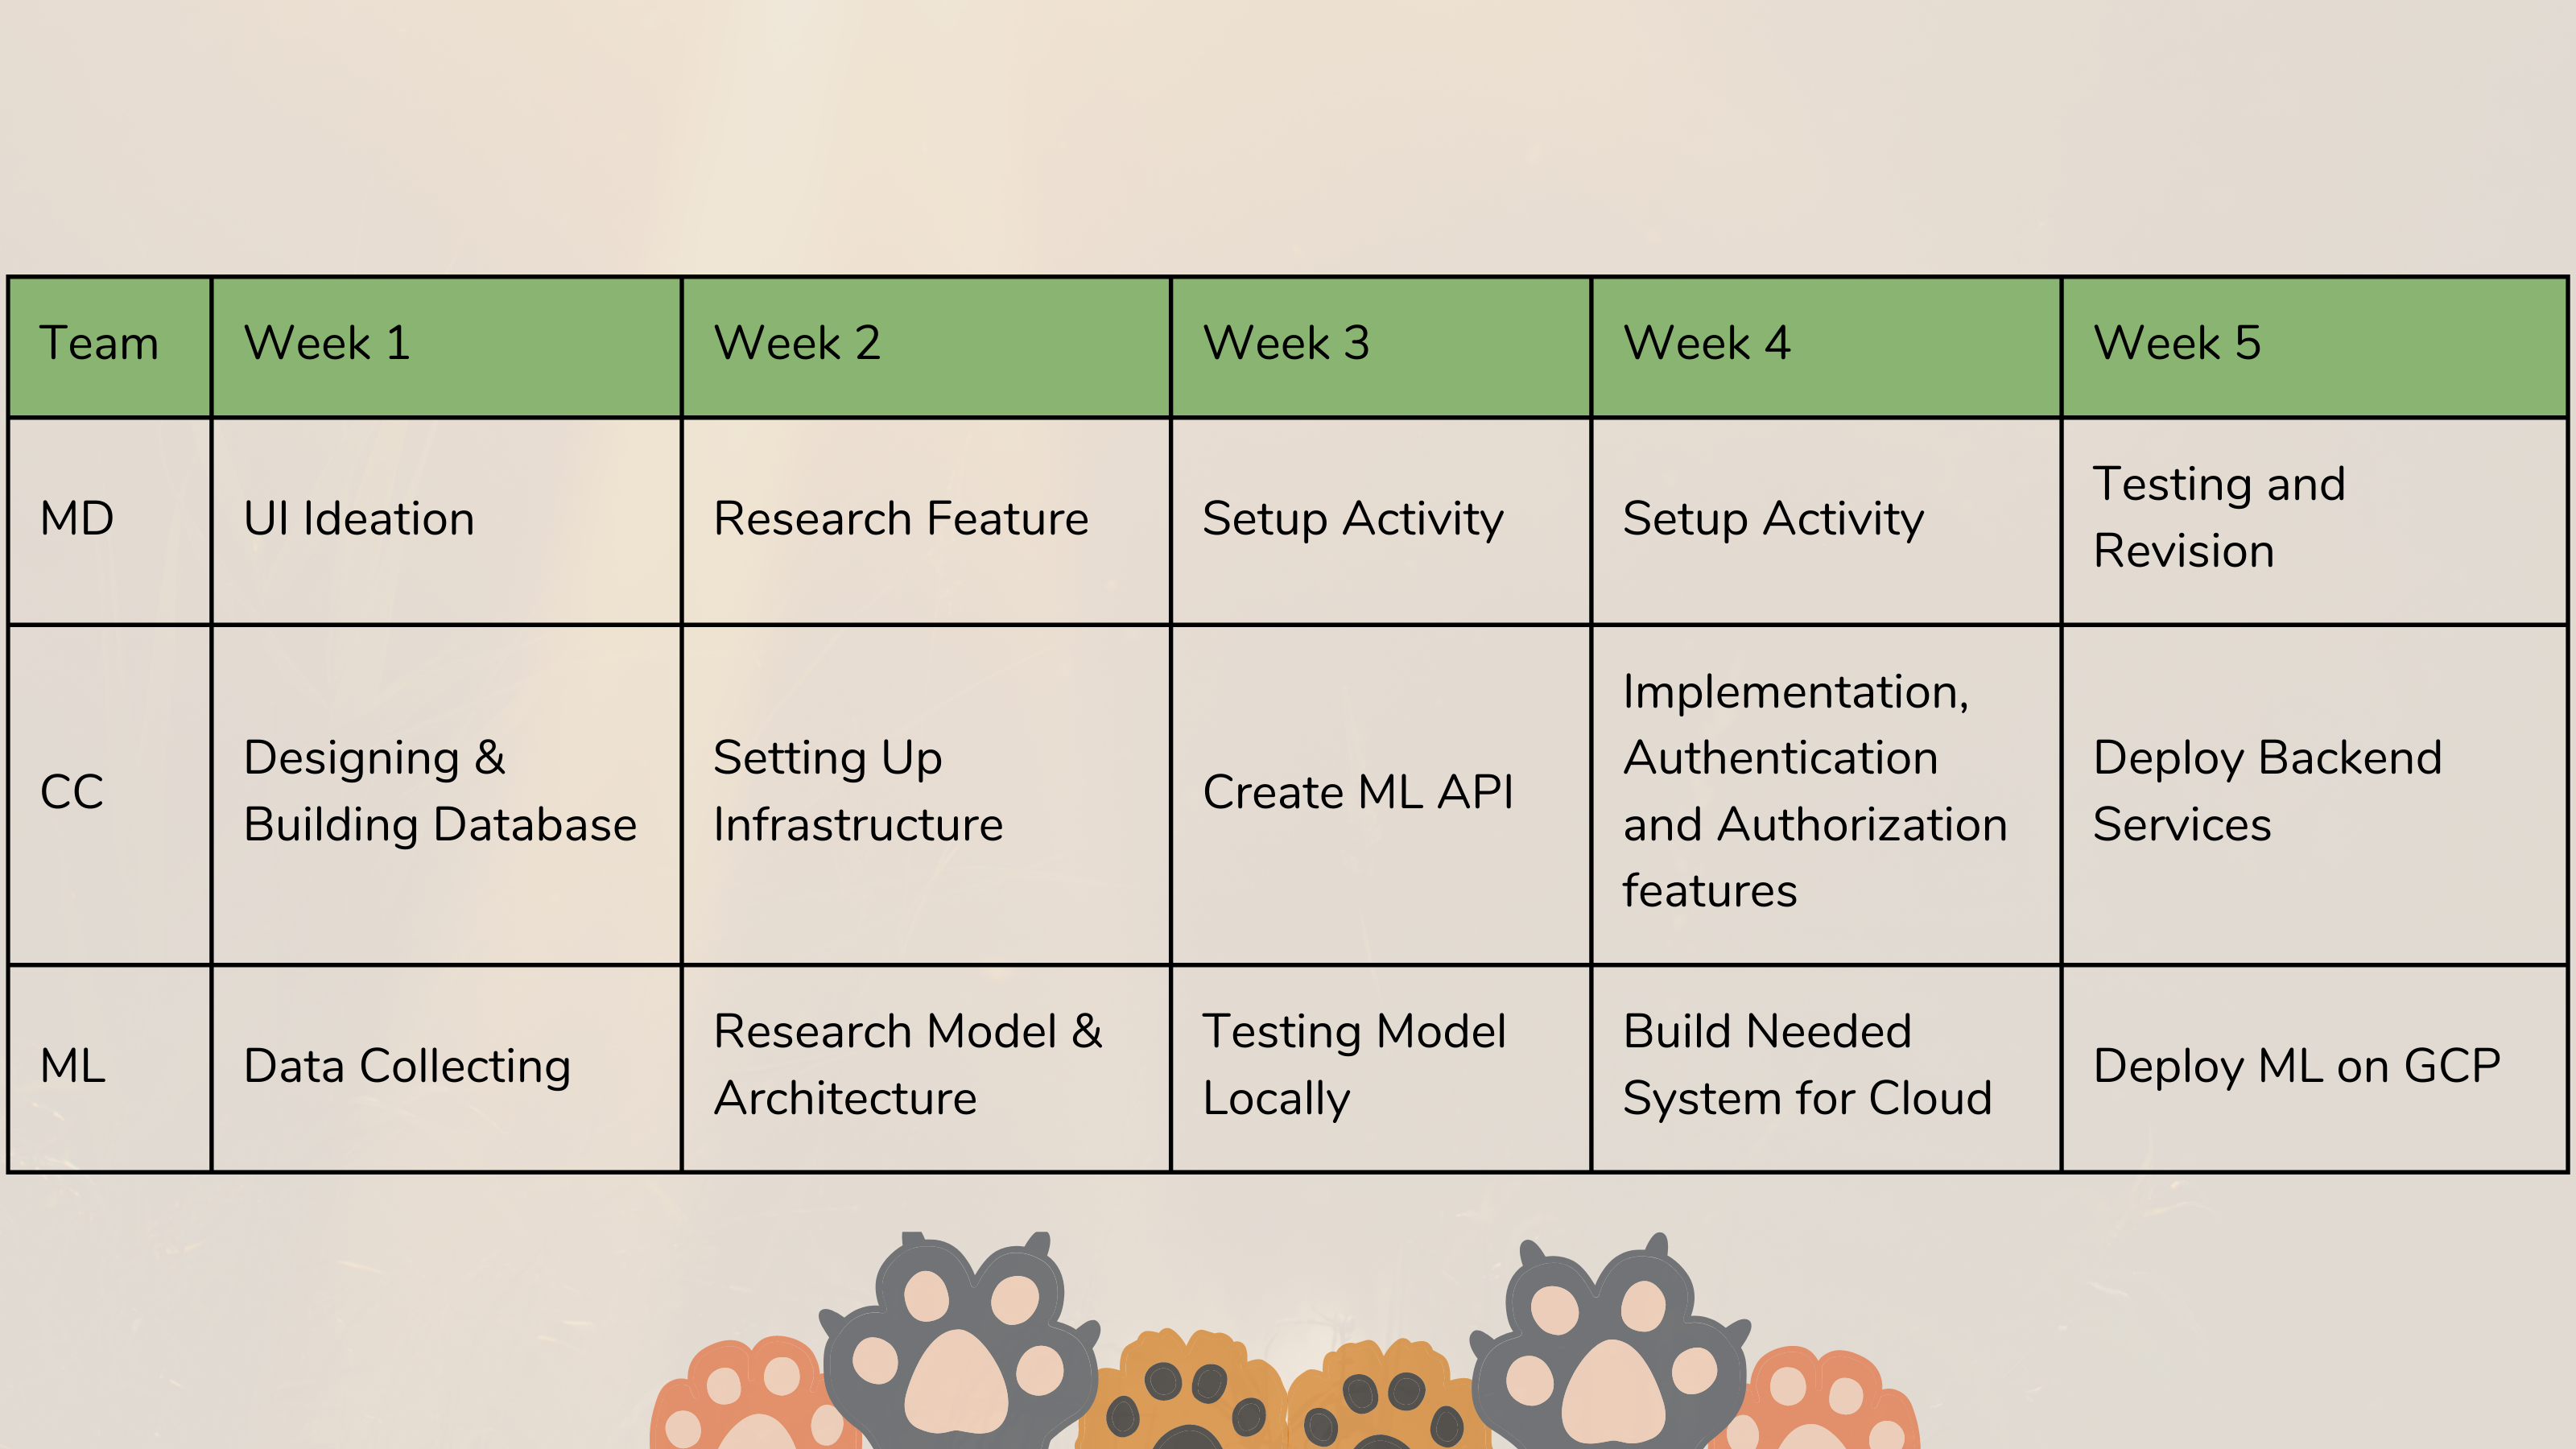 Team
Week 1
Week 2
Week 3
Week 4
Week 5
MD
UI Ideation
Research Feature
Setup Activity
Setup Activity
Testing and
Revision
CC
Designing &
Building Database
Setting Up
Infrastructure
Create ML API
Implementation,
Authentication
and Authorization
features
Deploy Backend
Services
ML
Data Collecting
Research Model &
Architecture
Testing Model
Locally
Build Needed
System for Cloud
Deploy ML on GCP